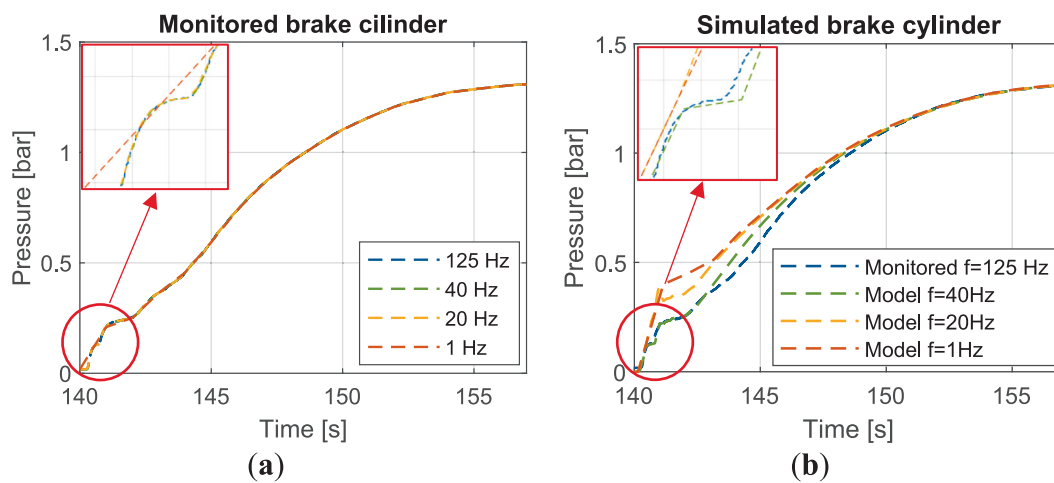 Monitored brake cilinder
1.5
1
0.5
0
Pressure [bar]
140
145
150
155
Time [s]
125 Hz
40 Hz
20 Hz
1 Hz
(a)
Simulated brake cylinder
1.5
1
0.5
0
Pressure [bar]
140
145
150
155
Time [s]
Monitored f=125 Hz
Model f=40Hz
Model f=20Hz
Model f=1Hz
(b)